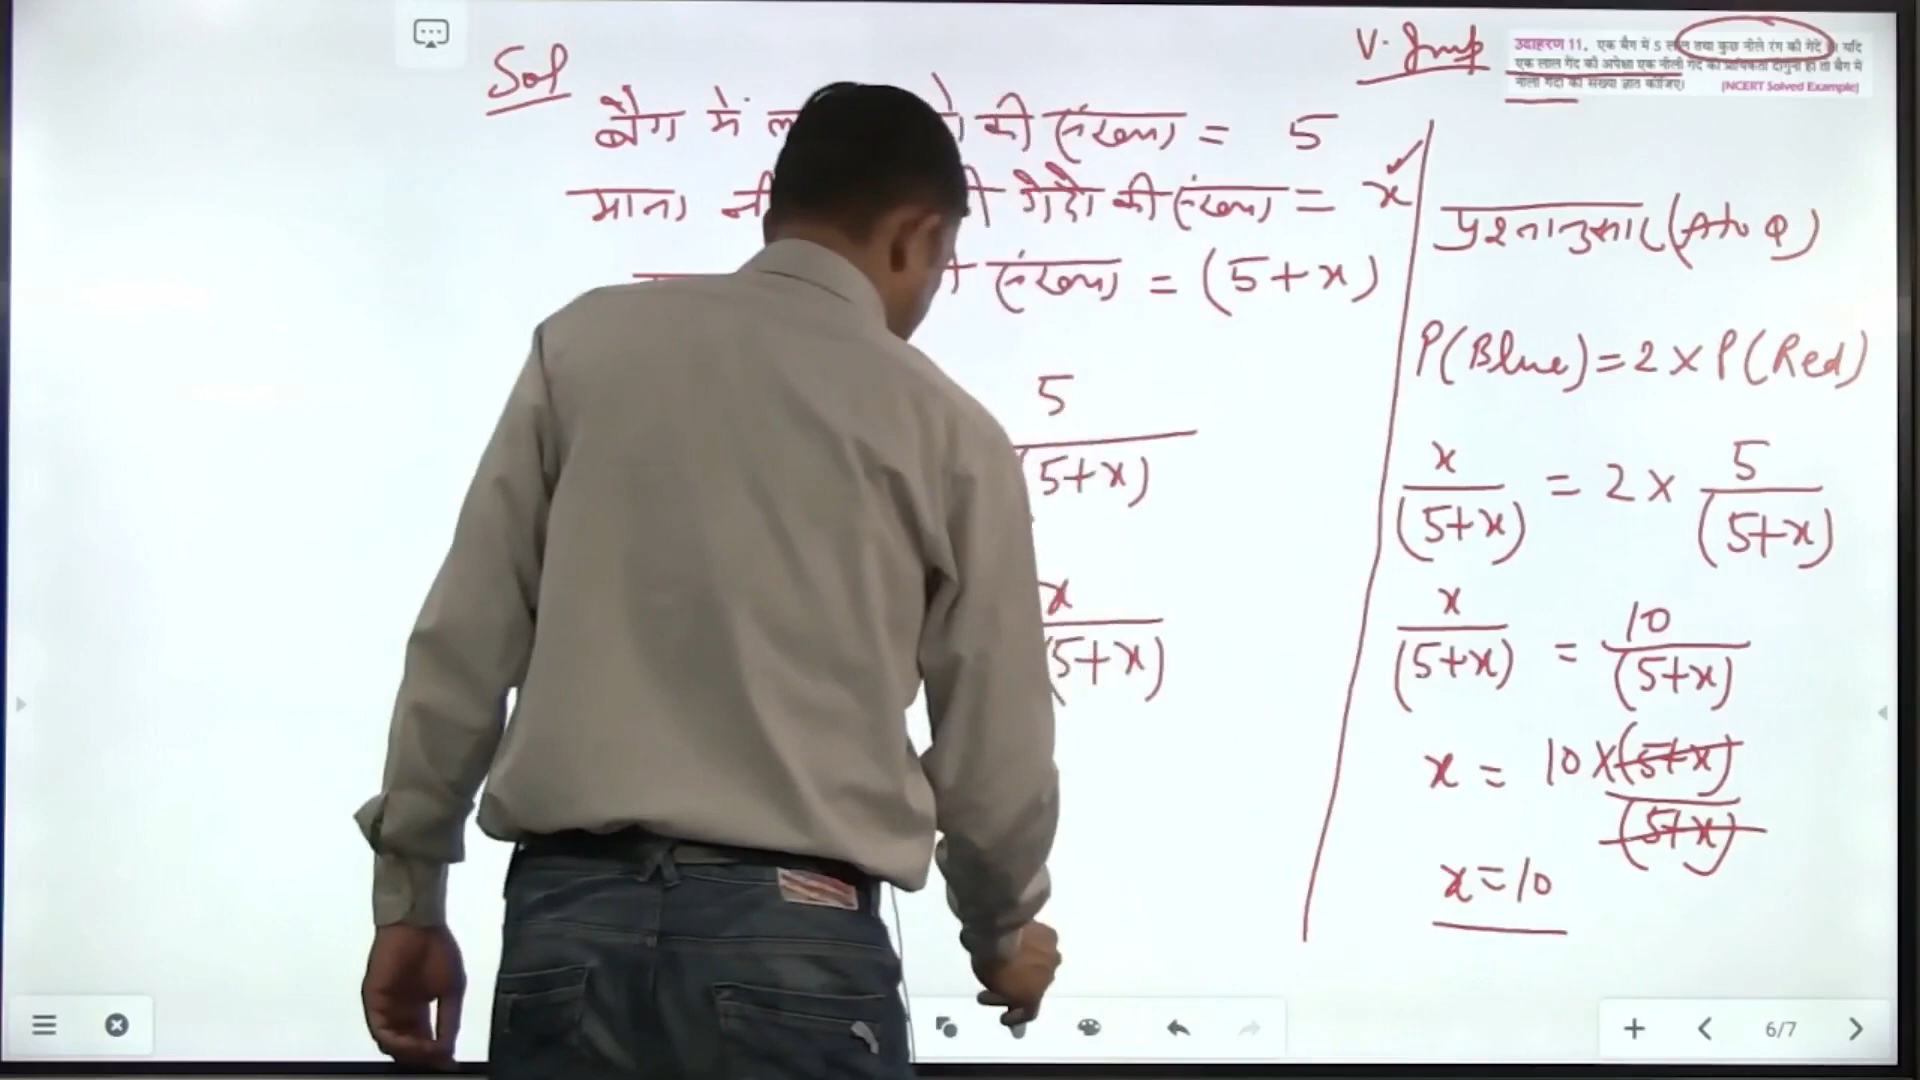 Sol
V. Imp
उदाहरण 11. एक बैग में 5 लाल तथा कुछ नीले रंग की गेंदें यदि
एक लाल गेंद की अपेक्षा एक नीली गेंद की प्रायिकता दोगुनी हो तो बैग में
नीली गेंदों की संख्या ज्ञात कीजिए। [NCERT Solved Example]
बैग में की संख्या = 5
माना गेंदो की संख्या = x
संख्या = (5+x)
5
(5+x)
x
(5+x)
प्रश्नानुसार (A to Q)
P(Blue) = 2 × P(Red)
x/(5+x) = 2 × 5/(5+x)
x/(5+x) = 10/(5+x)
x = 10 × (5+x)/(5+x)
x = 10
6/7